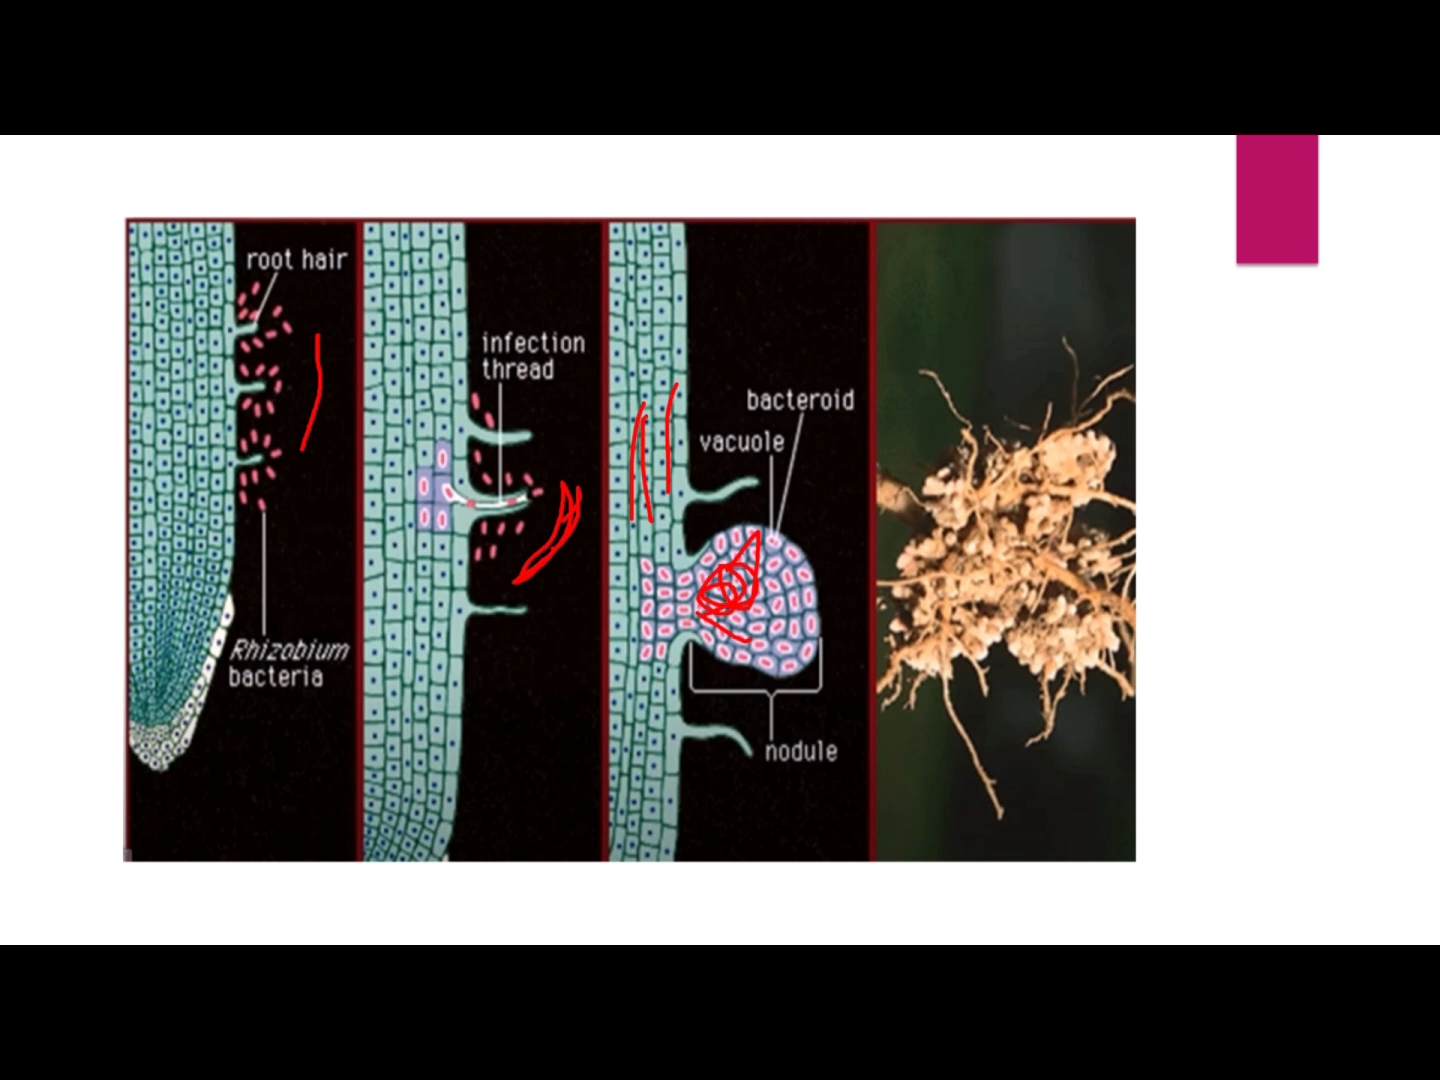 root hair
Rhizobium
bacteria
infection
thread
bacteroid
vacuole
nodule